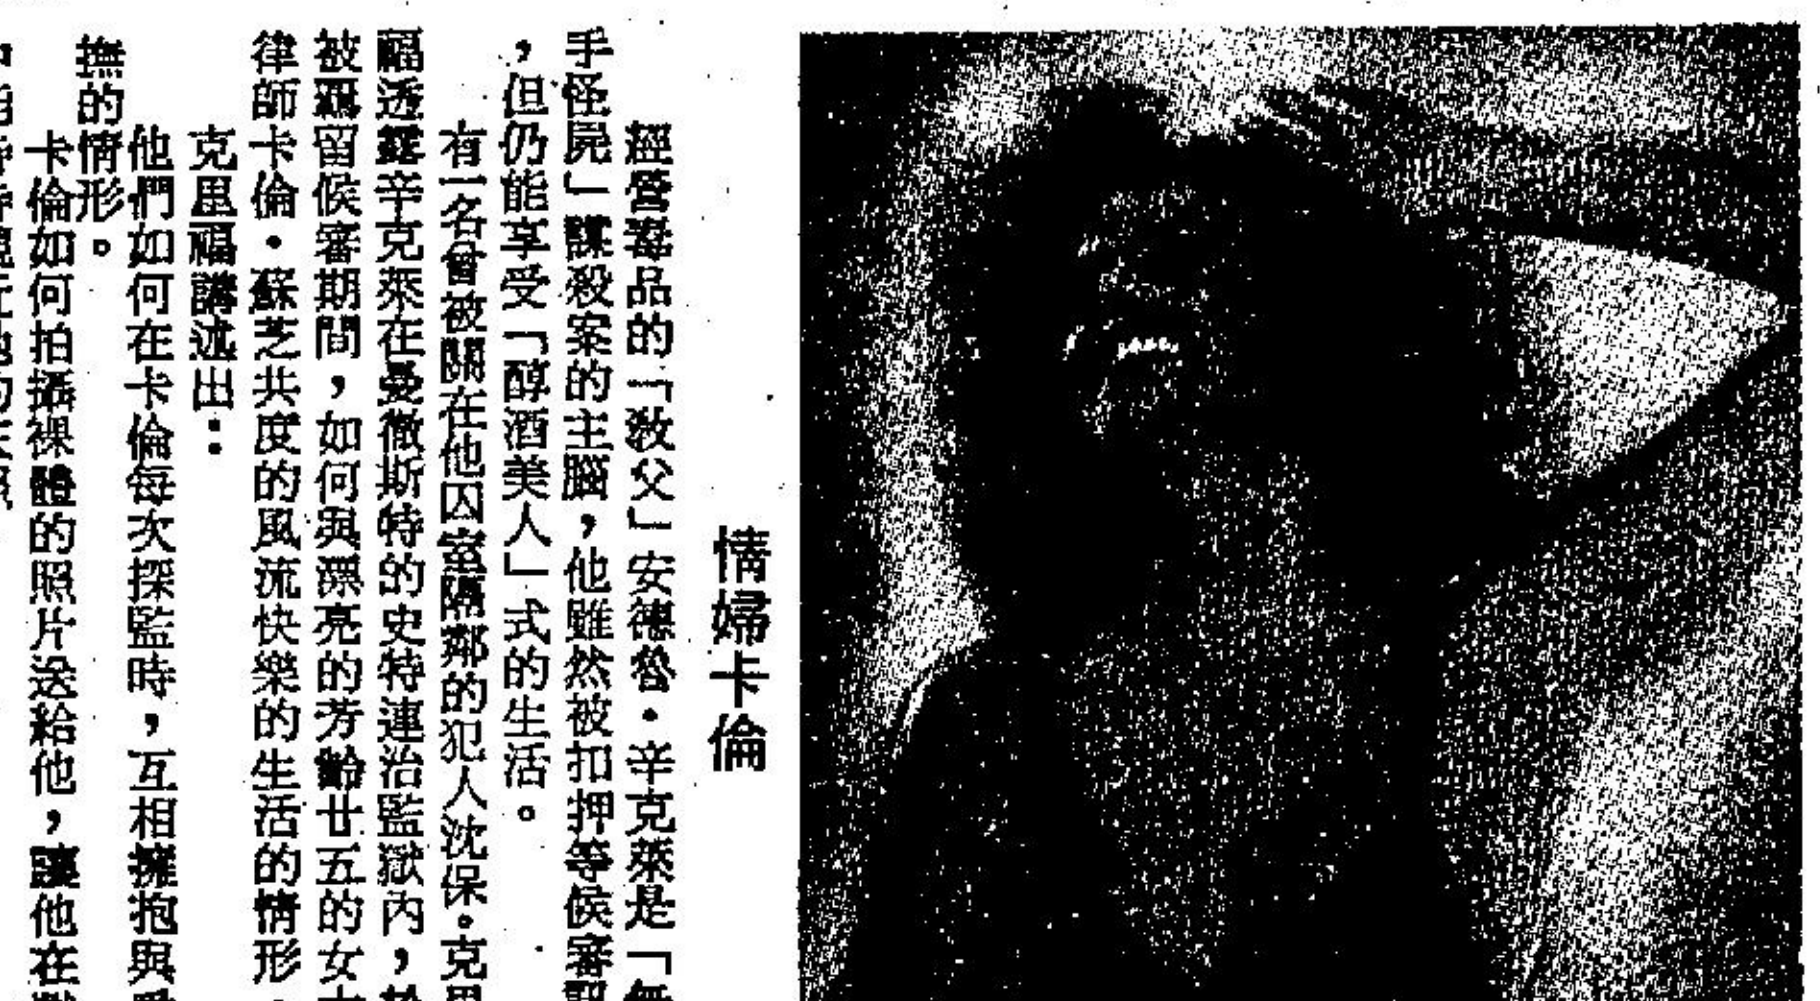 情婦卡倫
經營毒品的「敎父」安德魯·辛克萊是「無
手怪屍」謀殺案的主腦，他雖然被扣押等候審訊
，但仍能享受「醇酒美人」式的生活。
有一名曾被關在他囚室隔鄰的犯人沈保。克思
福透露辛克萊在曼徹斯特的史特連治監獄內，於
被羈留候審期間，如何與漂亮的芳齡廿五的女
律師卡倫·蘇芝共度的風流快樂的生活的情形
克思福講述出：
他們如何在卡倫每次探監時，互相擁抱與
撫的情形。
卡倫如何拍攝裸體的照片送給他，讓他在